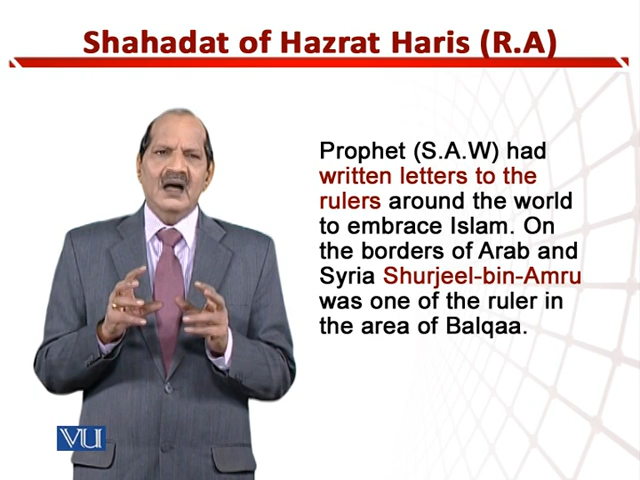 Shahadat of Hazrat Haris (R.A)
Prophet (S.A.W) had
written letters to the
rulers around the world
to embrace Islam. On
the borders of Arab and
Syria Shurjeel-bin-Amru
was one of the ruler in
the area of Balqaa.
VU